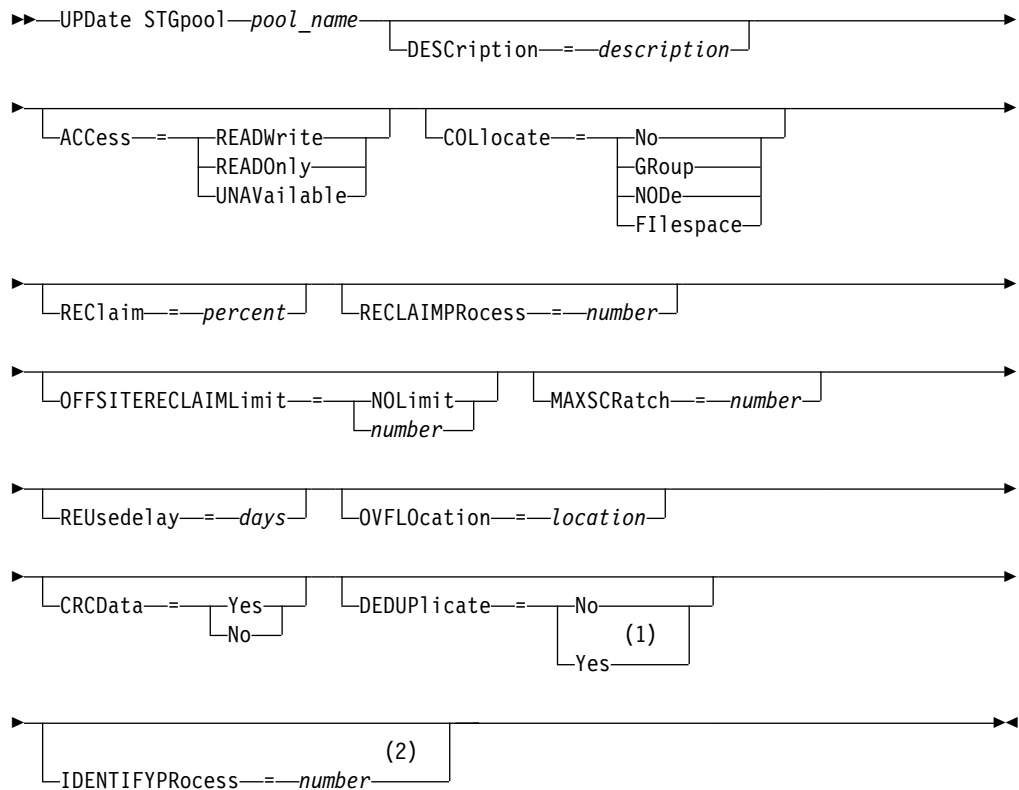 UPDate STGpool pool_name
DESCription = description
ACCess = READWrite
READOnly
UNAVailable
COLlocate = No
GRoup
NODe
FIlespace
REClaim = percent
RECLAIMPRocess = number
OFFSITERECLAIMLimit = NOLimit
number
MAXSCRatch = number
REUsedelay = days
OVFLOcation = location
CRCData = Yes
No
DEDUPlicate = No
(1)
Yes
(2)
IDENTIFYPRocess = number